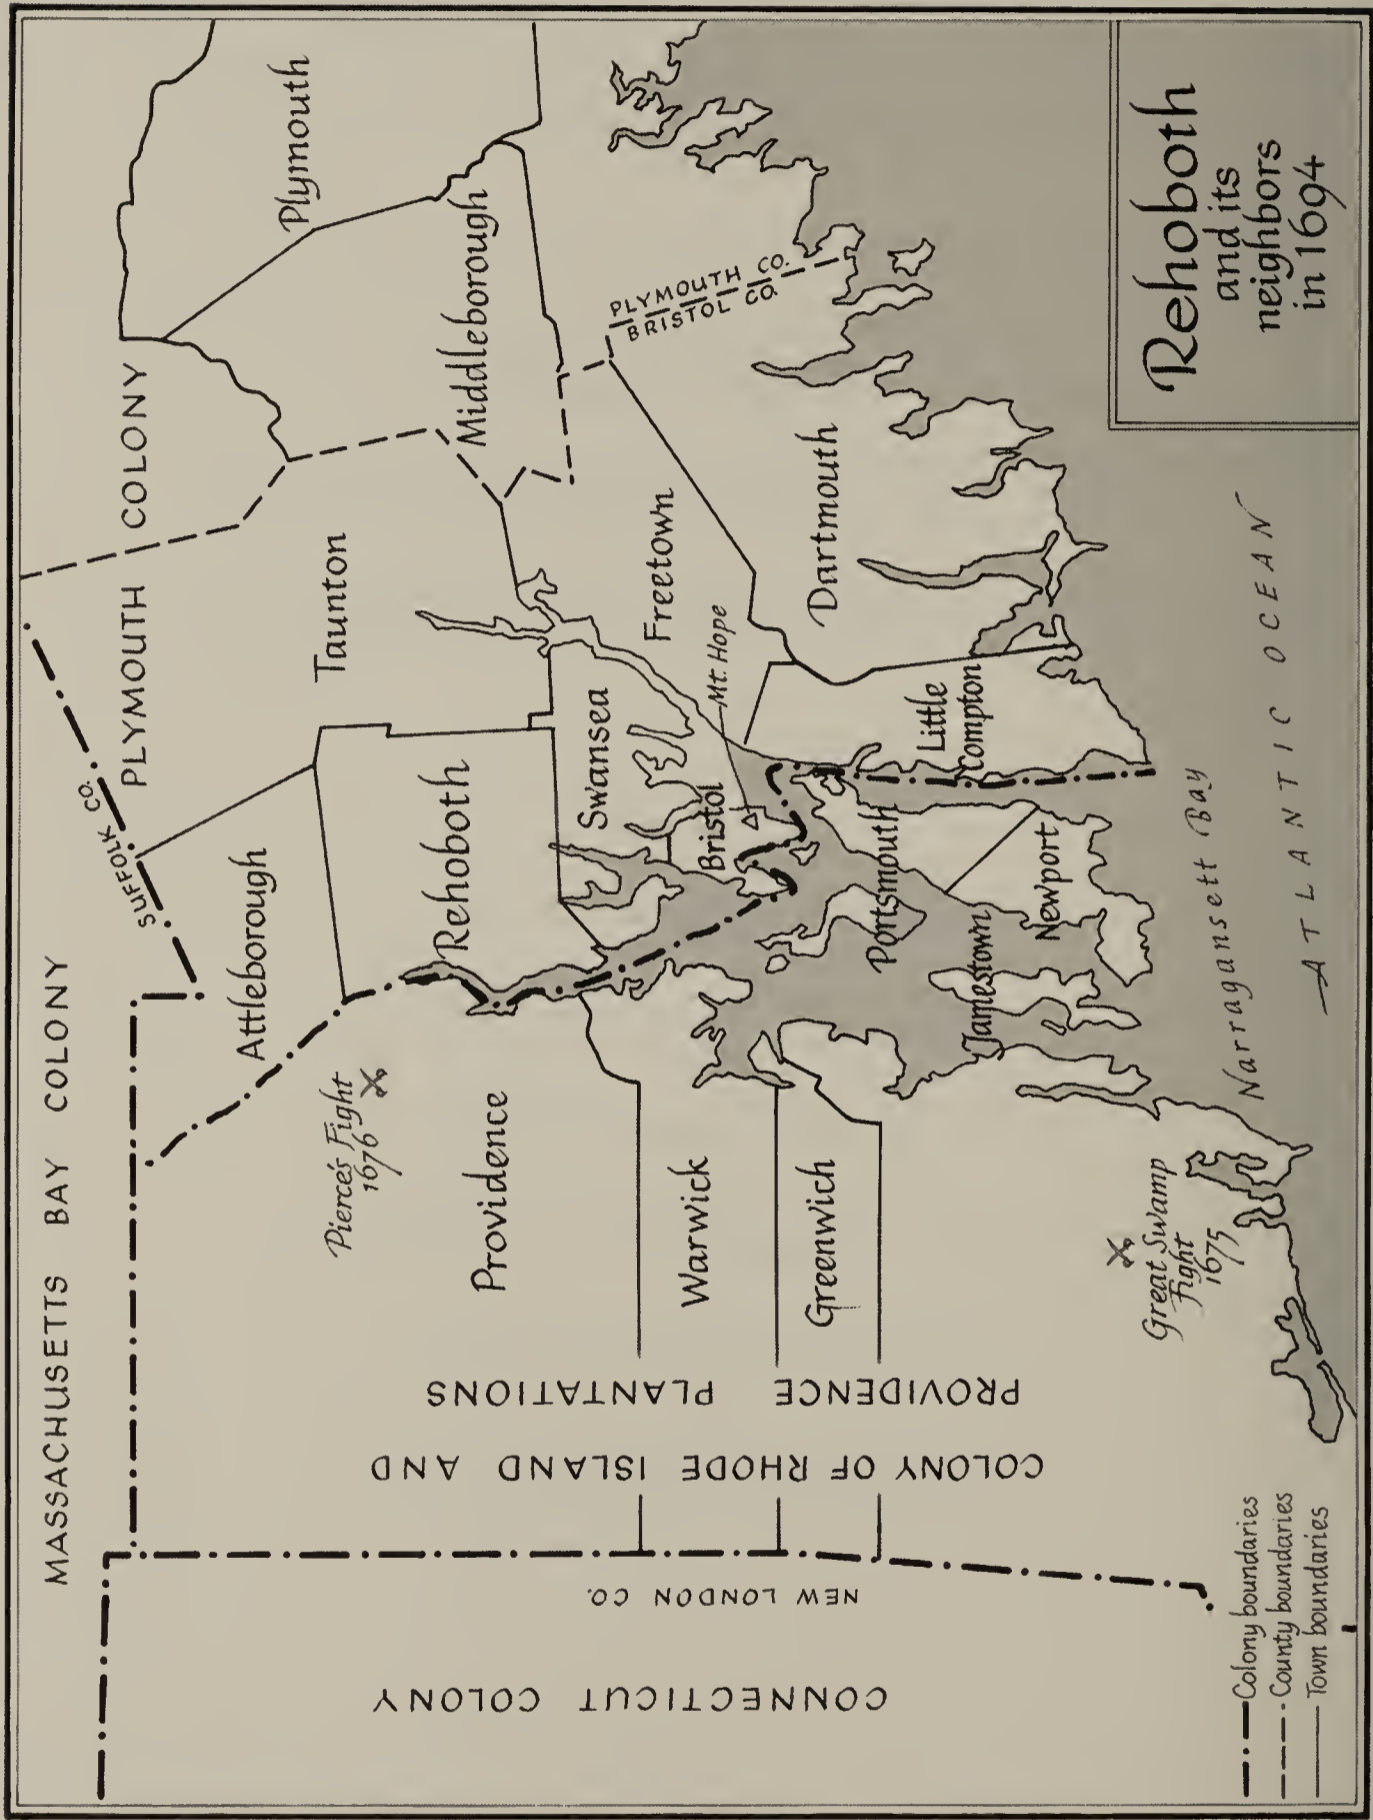 MASSACHUSETTS BAY COLONY
SUFFOLK CO.
PLYMOUTH COLONY
PLYMOUTH COLONY
CONNECTICUT COLONY
NEW LONDON CO.
COLONY OF RHODE ISLAND AND
PROVIDENCE PLANTATIONS
Attleborough
Taunton
Plymouth
Pierce's Fight
1676
Rehoboth
Middleborough
Providence
Swansea
Freetown
PLYMOUTH CO.
BRISTOL CO.
Warwick
Bristol
Mt. Hope
Dartmouth
Greenwich
Portsmouth
Little
Compton
Jamestown
Newport
Great Swamp
Fight
1675
Narragansett Bay
ATLANTIC OCEAN
Rehoboth
and its
neighbors
in 1694
Colony boundaries
County boundaries
Town boundaries